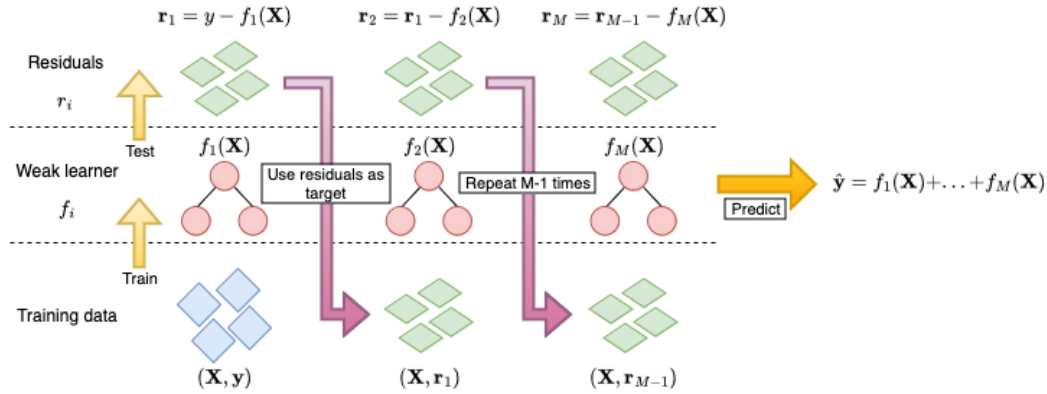 r₁ = y − f₁(X)
r₂ = r₁ − f₂(X)
r_M = r_{M−1} − f_M(X)
Residuals
r_i
Test
f₁(X)
f₂(X)
f_M(X)
Weak learner
f_i
Use residuals as
target
Repeat M-1 times
Predict
ŷ = f₁(X)+...+f_M(X)
Train
Training data
(X, y)
(X, r₁)
(X, r_{M−1})